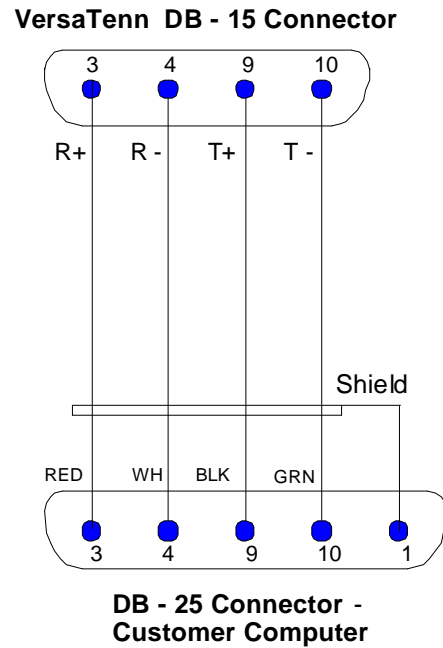 VersaTenn DB - 15 Connector
3 4 9 10
R+ R - T+ T -
Shield
RED WH BLK GRN
3 4 9 10 1
DB - 25 Connector -
Customer Computer